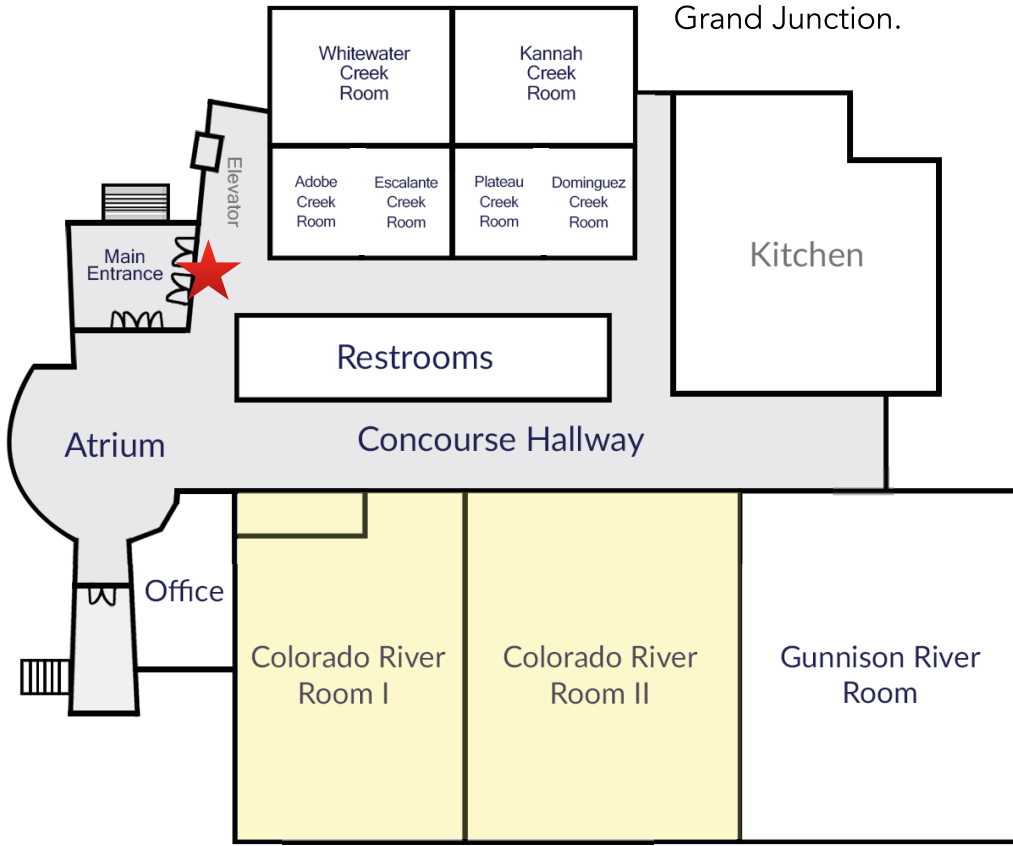 Grand Junction.
Whitewater
Creek
Room
Kannah
Creek
Room
Elevator
Adobe
Creek
Room
Escalante
Creek
Room
Plateau
Creek
Room
Dominguez
Creek
Room
Main
Entrance
Kitchen
Restrooms
Atrium
Concourse Hallway
Office
Colorado River
Room I
Colorado River
Room II
Gunnison River
Room